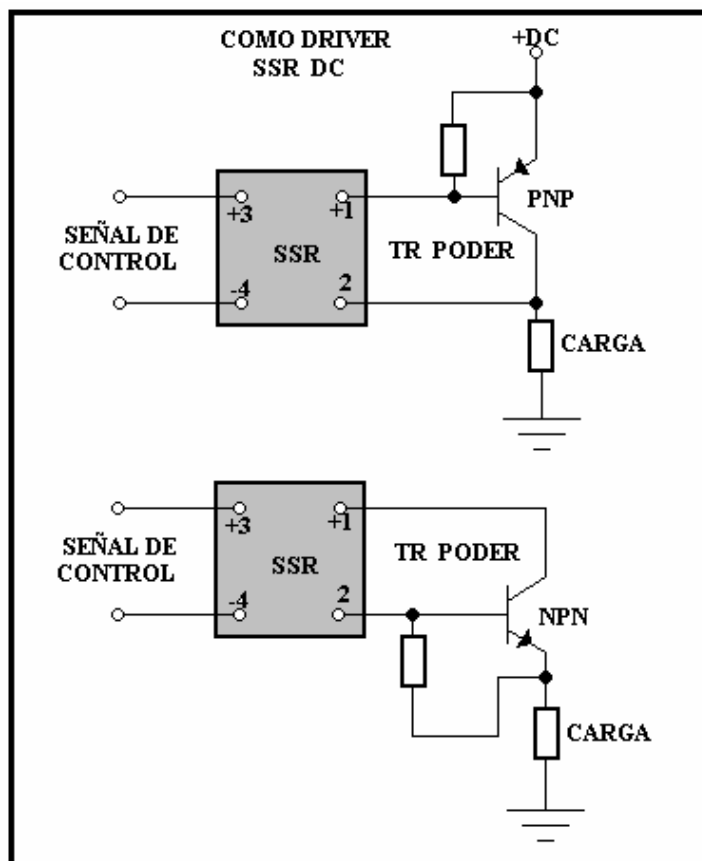 COMO DRIVER
SSR DC
+DC
+3
+1
PNP
SEÑAL DE
CONTROL
SSR
TR PODER
-4
2
CARGA
+3
+1
SEÑAL DE
CONTROL
SSR
TR PODER
-4
2
NPN
CARGA